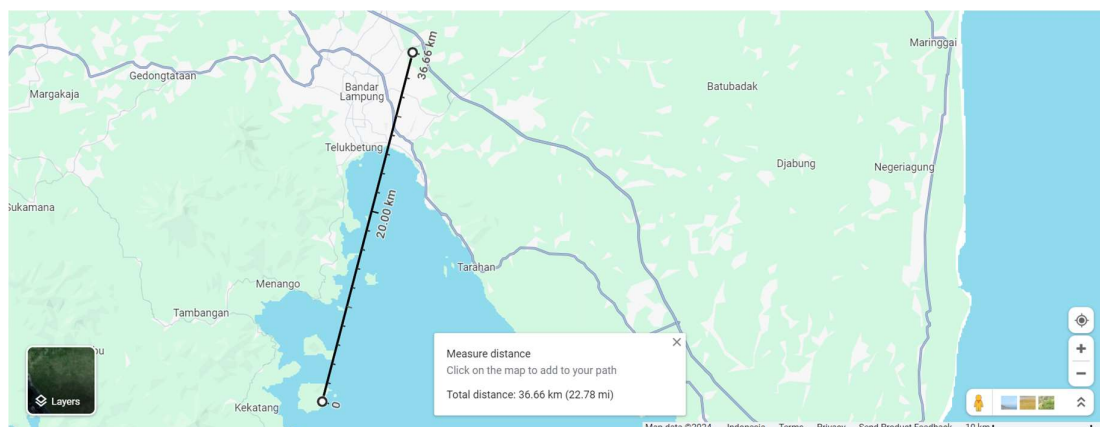 Maringgai
36.66 km
Gedongtataan
Bandar
Lampung
Batubadak
Margakaja
Telukbetung
Djabung
Negeriagung
Sukamana
20.00 km
Tarahan
Menango
Tambangan
Measure distance
Click on the map to add to your path
Total distance: 36.66 km (22.78 mi)
Layers
Kekatang
0
Map data ©2024 Indonesia Terms Privacy Send Product Feedback 10 km